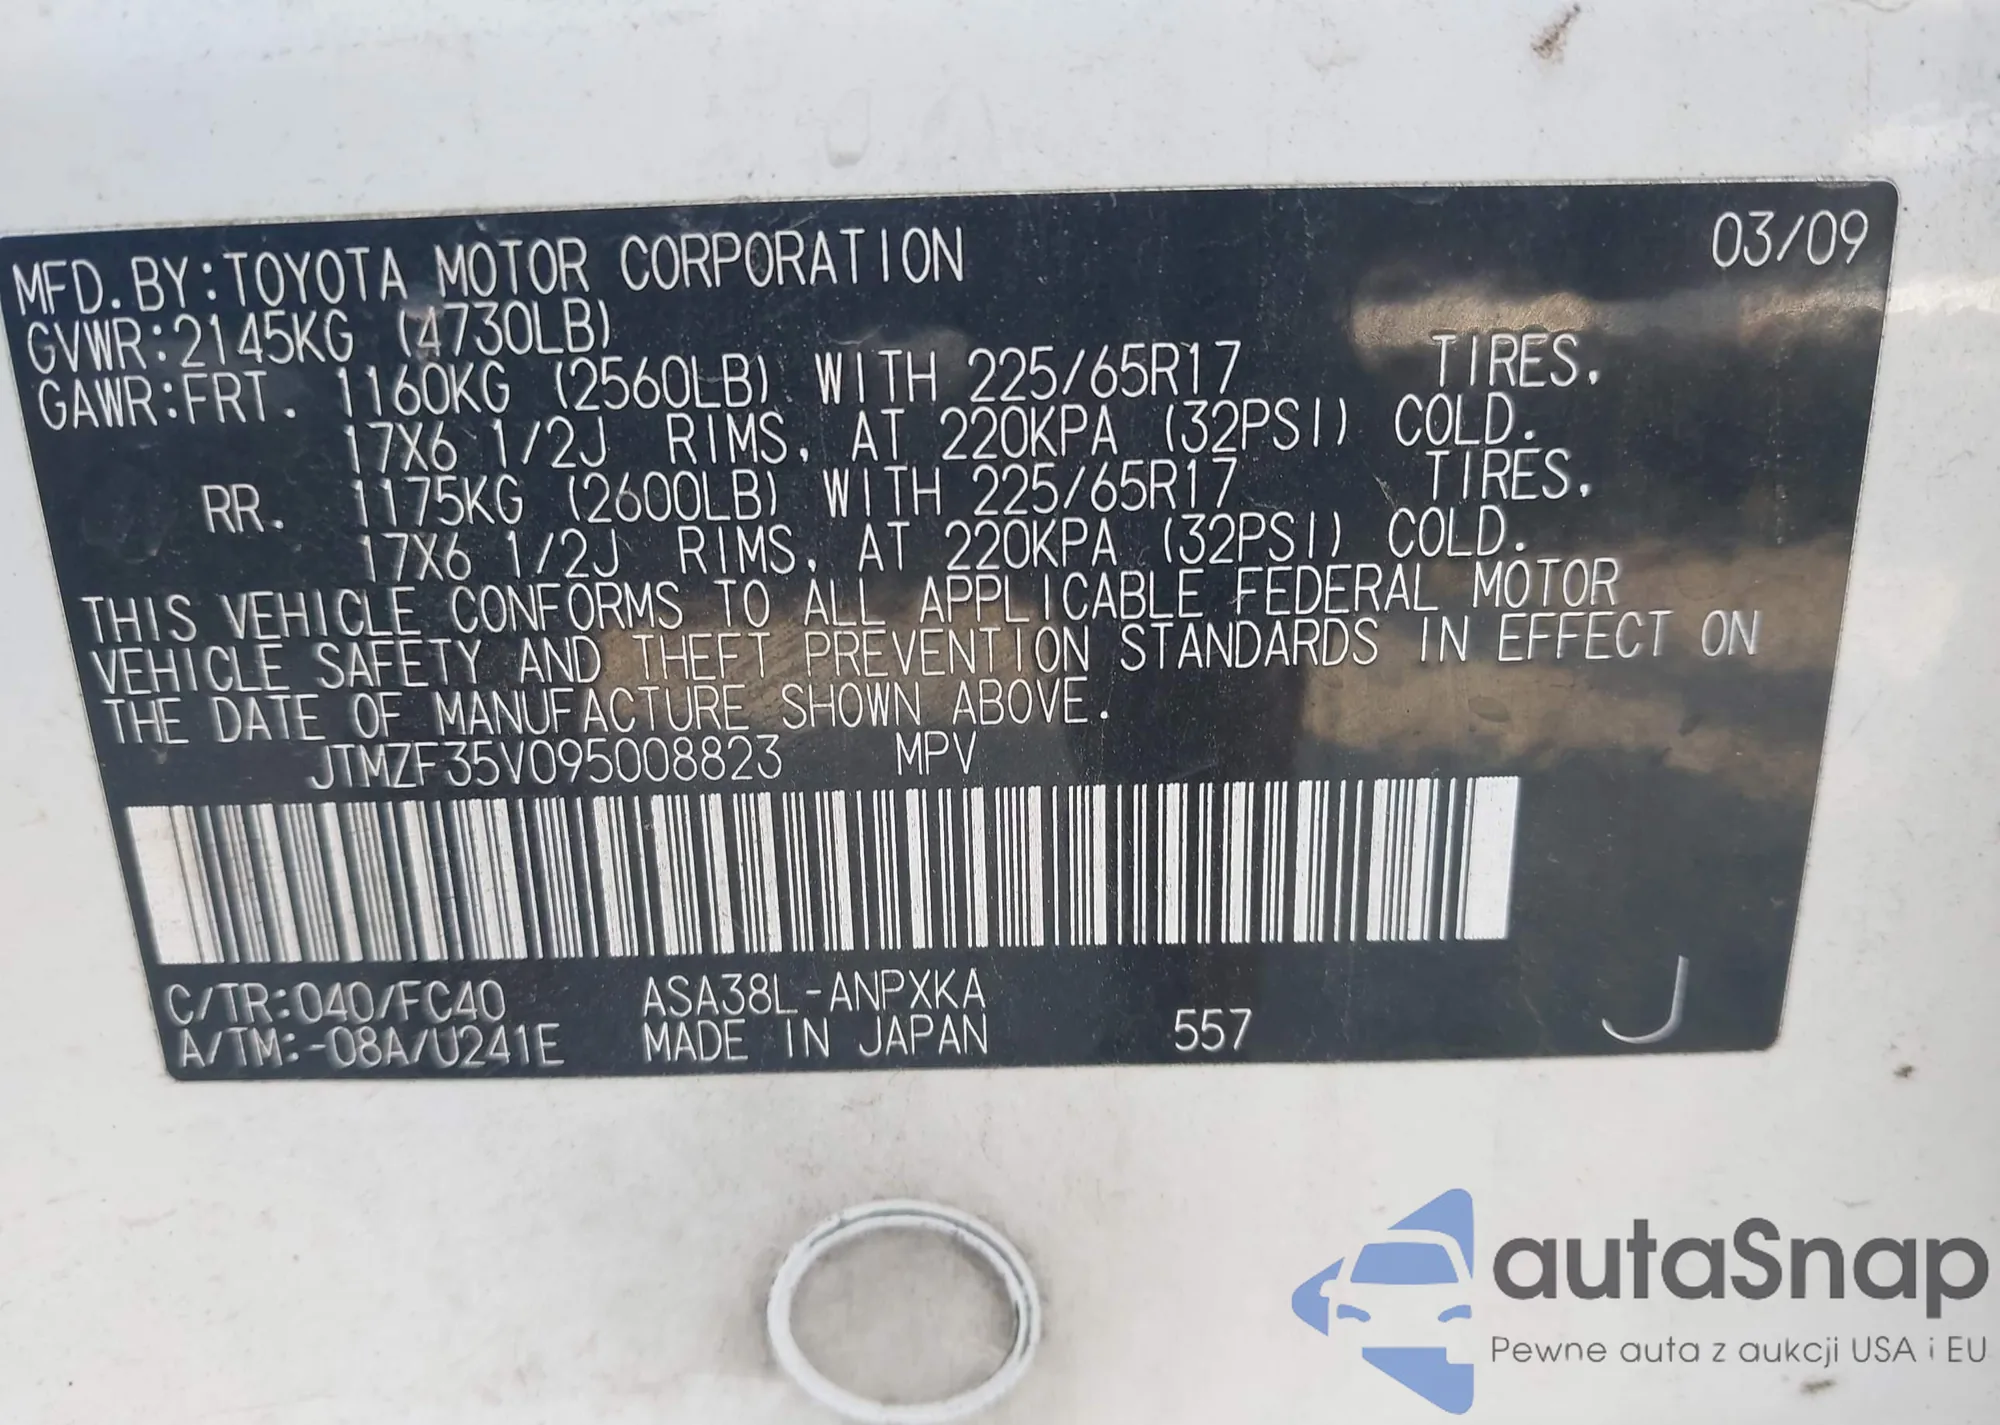 MFD. BY: TOYOTA MOTOR CORPORATION 03/09
GVWR: 2145KG (4730LB)
GAWR: FRT. 1160KG (2560LB) WITH 225/65R17 TIRES,
17X6 1/2J RIMS, AT 220KPA (32PSI) COLD.
RR. 1175KG (2600LB) WITH 225/65R17 TIRES,
17X6 1/2J RIMS, AT 220KPA (32PSI) COLD.
THIS VEHICLE CONFORMS TO ALL APPLICABLE FEDERAL MOTOR
VEHICLE SAFETY AND THEFT PREVENTION STANDARDS IN EFFECT ON
THE DATE OF MANUFACTURE SHOWN ABOVE.
JTMZF35V095008823 MPV
C/TR: 040/FC40 ASA38L-ANPXKA
A/TM: -08A/U241E MADE IN JAPAN 557 J
autaSnap
Pewne auta z aukcji USA i EU